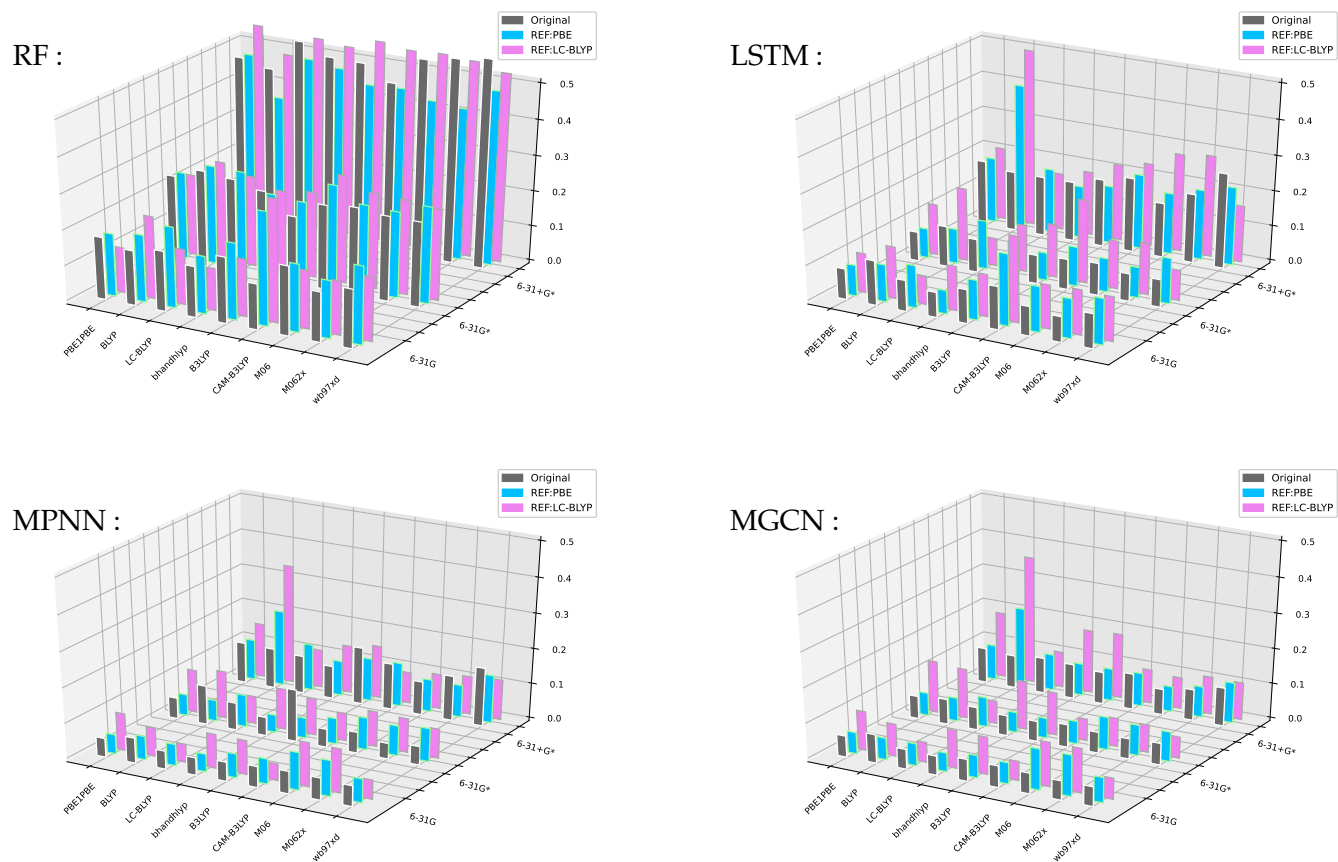 RF :
Original
REF:PBE
REF:LC-BLYP
0.5
0.4
0.3
0.2
0.1
0.0
6-31+G*
6-31G*
6-31G
PBE1PBE
BLYP
LC-BLYP
bhandhlyp
B3LYP
CAM-B3LYP
M06
M062x
wb97xd
LSTM :
Original
REF:PBE
REF:LC-BLYP
0.5
0.4
0.3
0.2
0.1
0.0
6-31+G*
6-31G*
6-31G
PBE1PBE
BLYP
LC-BLYP
bhandhlyp
B3LYP
CAM-B3LYP
M06
M062x
wb97xd
MPNN :
Original
REF:PBE
REF:LC-BLYP
0.5
0.4
0.3
0.2
0.1
0.0
6-31+G*
6-31G*
6-31G
PBE1PBE
BLYP
LC-BLYP
bhandhlyp
B3LYP
CAM-B3LYP
M06
M062x
wb97xd
MGCN :
Original
REF:PBE
REF:LC-BLYP
0.5
0.4
0.3
0.2
0.1
0.0
6-31+G*
6-31G*
6-31G
PBE1PBE
BLYP
LC-BLYP
bhandhlyp
B3LYP
CAM-B3LYP
M06
M062x
wb97xd